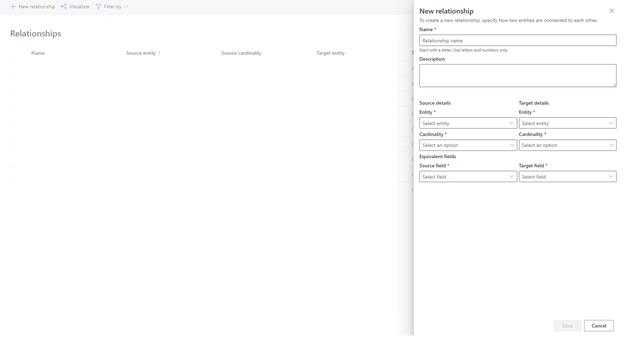 New relationship
Visualizer
Filter by
Relationships
Name
Source entity ↑
Source cardinality
Target entity
New relationship
To create a new relationship, specify how two entities are connected to each other.
Name *
Relationship name
Start with a letter. Use letters and numbers only.
Description
Source details
Target details
Entity *
Entity *
Select entity
Select entity
Cardinality *
Cardinality *
Select an option
Select an option
Equivalent fields
Source field *
Target field *
Select field
Select field
Save
Cancel